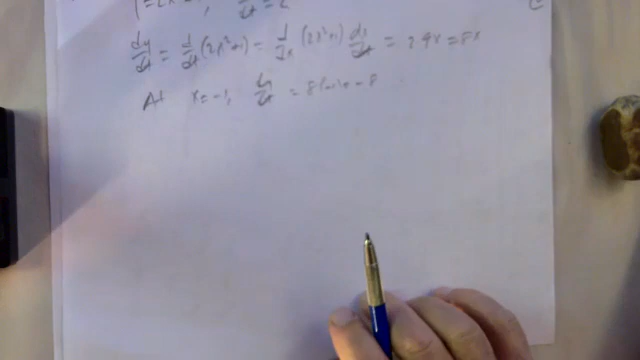 dy/dt = d/dt (2x²+1) = d/dx (2x²+1) dx/dt = 2·4x = 8x
At x = -1, dy/dt = 8(-1) = -8